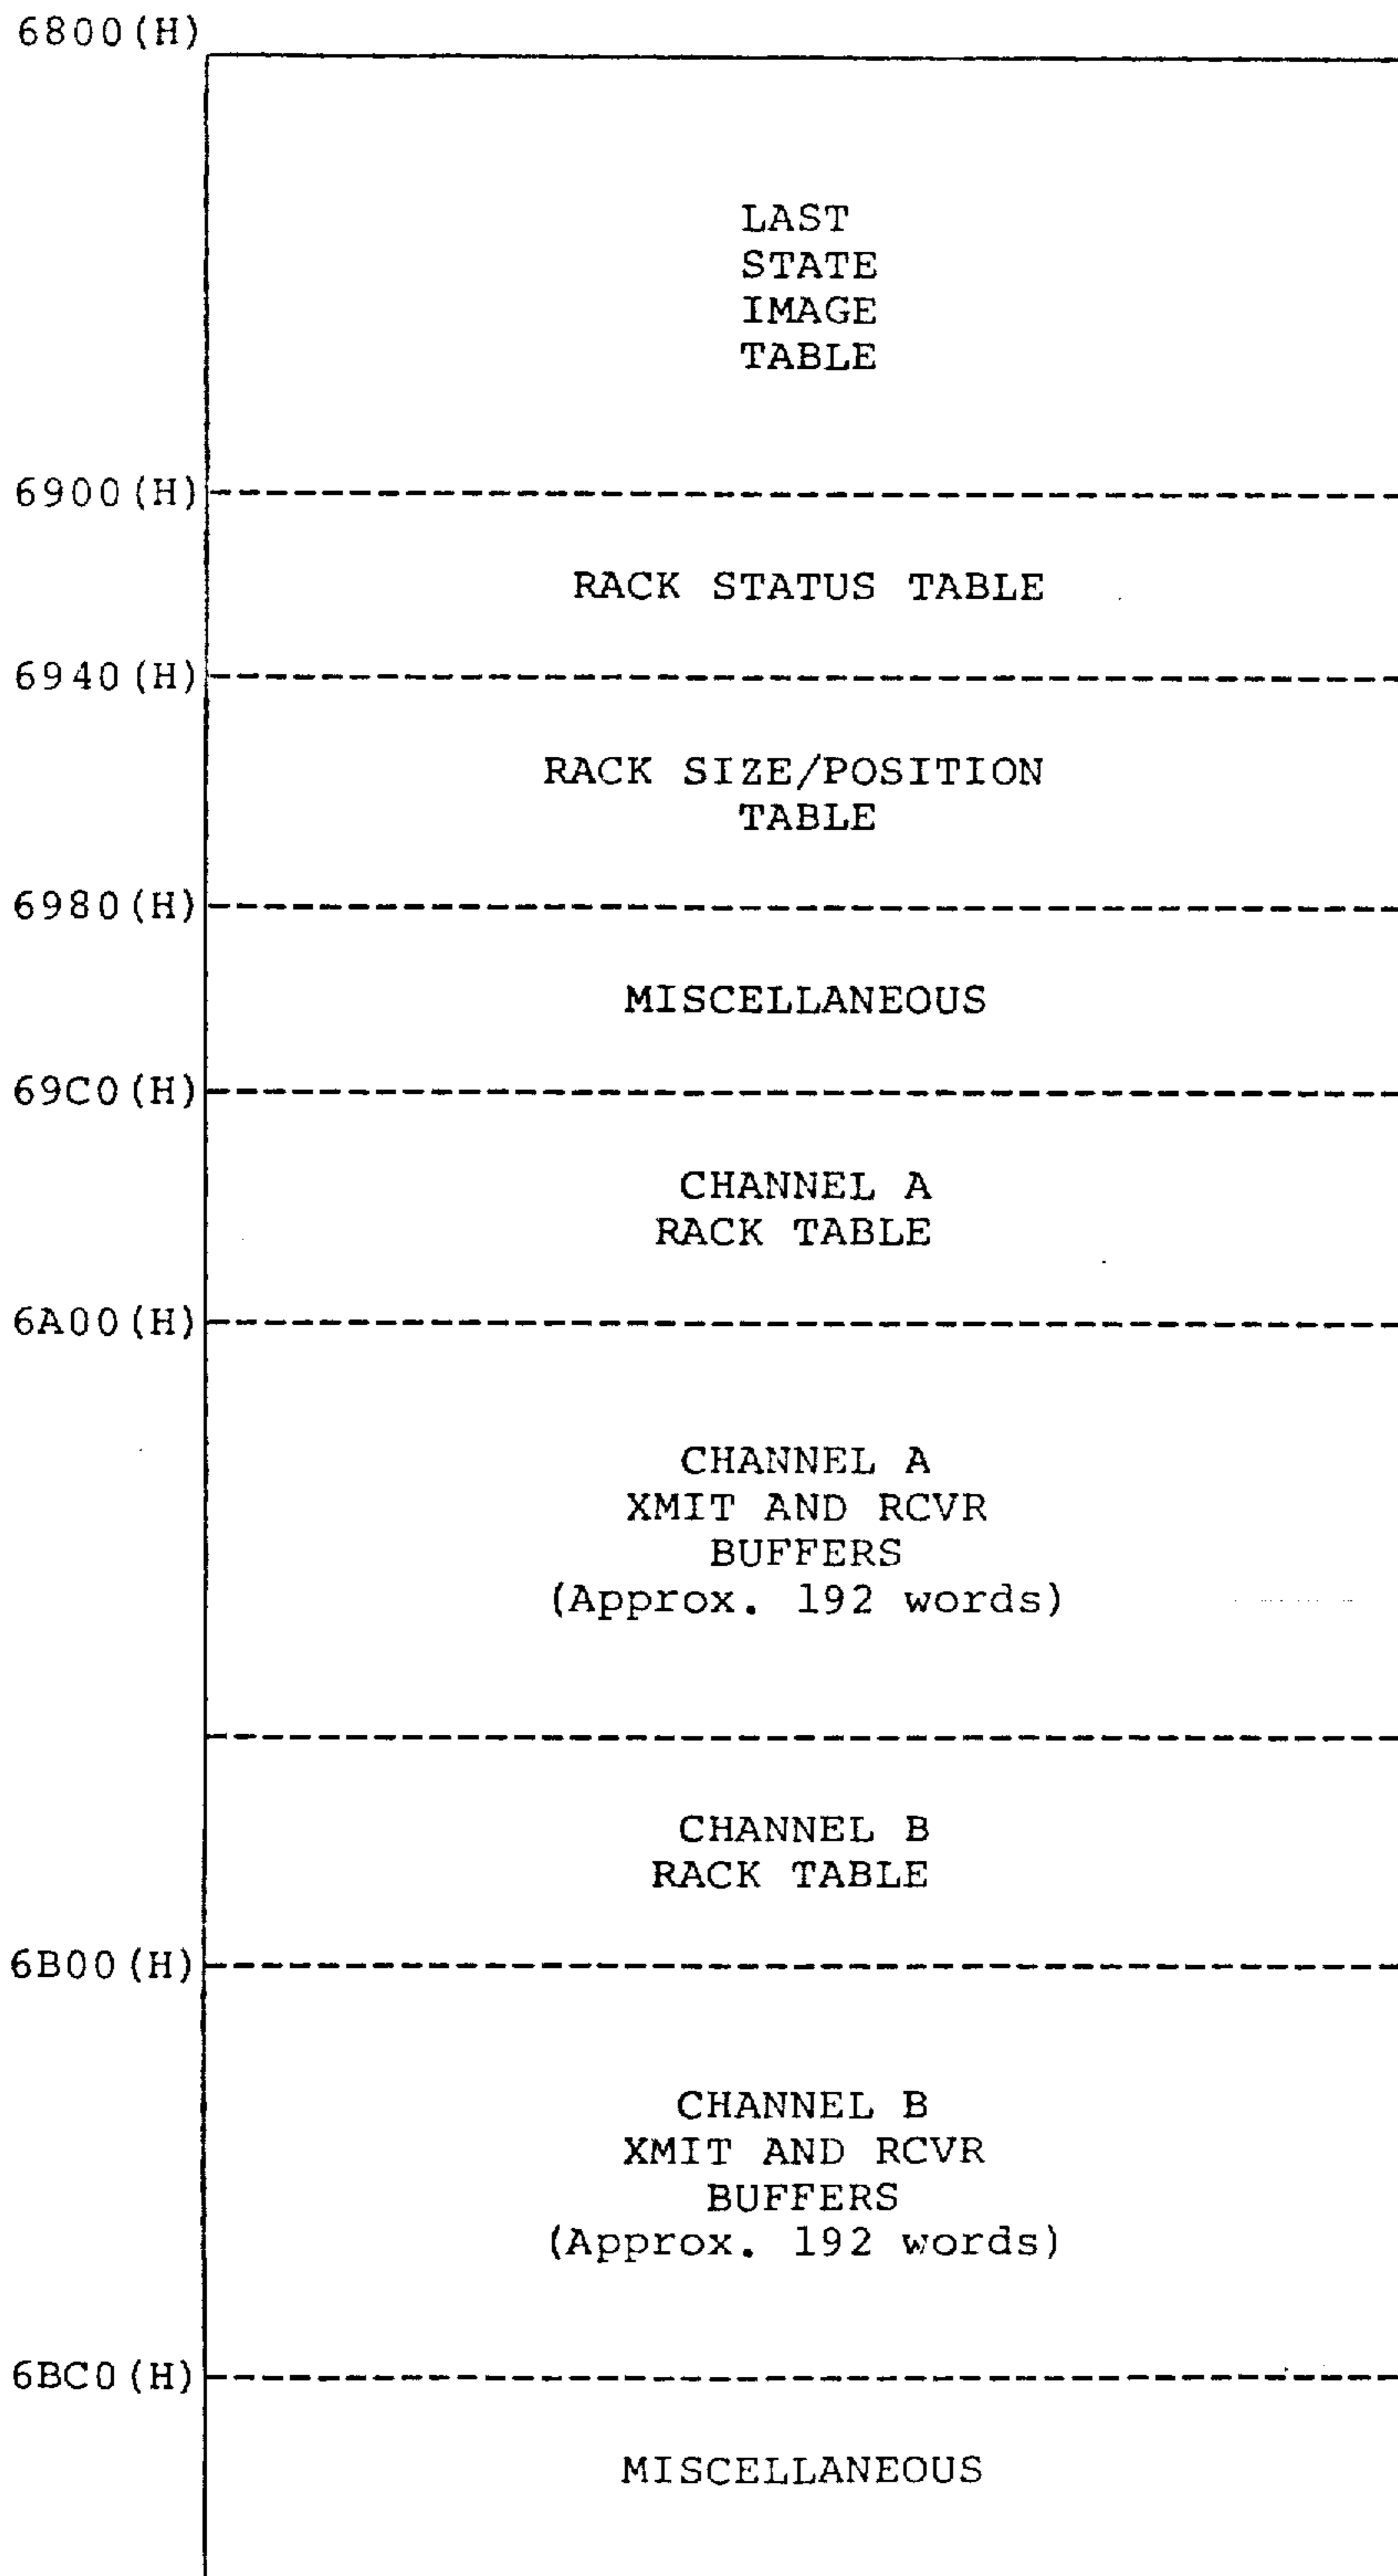 6800(H)
LAST
STATE
IMAGE
TABLE
6900(H)
RACK STATUS TABLE
6940(H)
RACK SIZE/POSITION
TABLE
6980(H)
MISCELLANEOUS
69C0(H)
CHANNEL A
RACK TABLE
6A00(H)
CHANNEL A
XMIT AND RCVR
BUFFERS
(Approx. 192 words)
CHANNEL B
RACK TABLE
6B00(H)
CHANNEL B
XMIT AND RCVR
BUFFERS
(Approx. 192 words)
6BC0(H)
MISCELLANEOUS